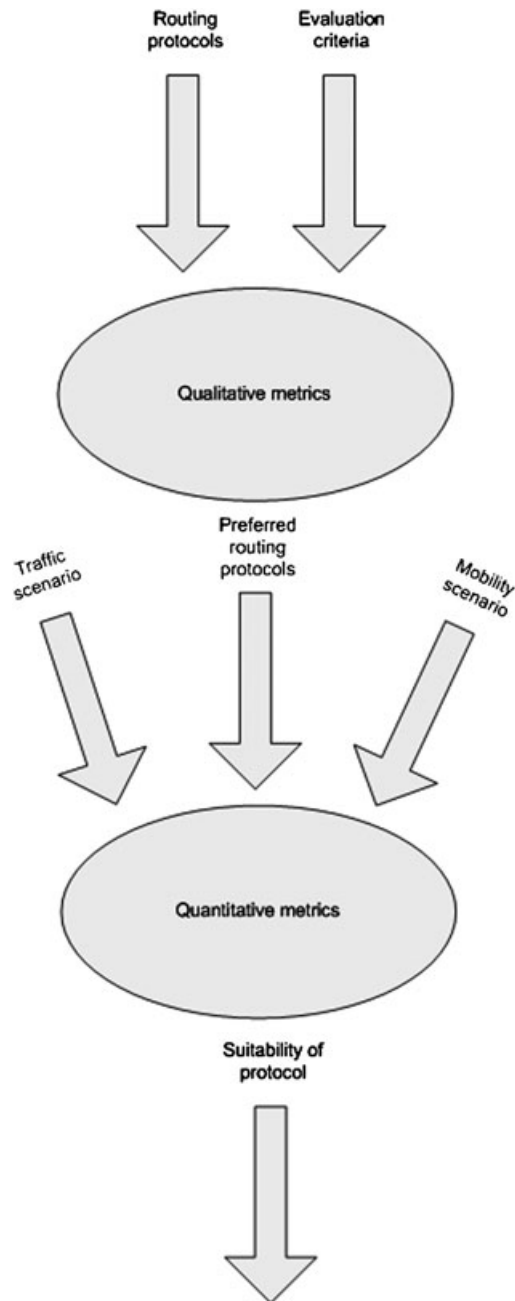 Routing
protocols
Evaluation
criteria
Qualitative metrics
Preferred
routing
protocols
Traffic
scenario
Mobility
scenario
Quantitative metrics
Suitability of
protocol